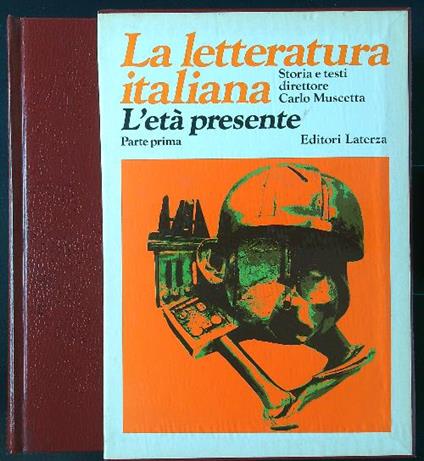 La letteratura
italiana
Storia e testi
direttore
Carlo Muscetta
L'età presente
Parte prima
Editori Laterza